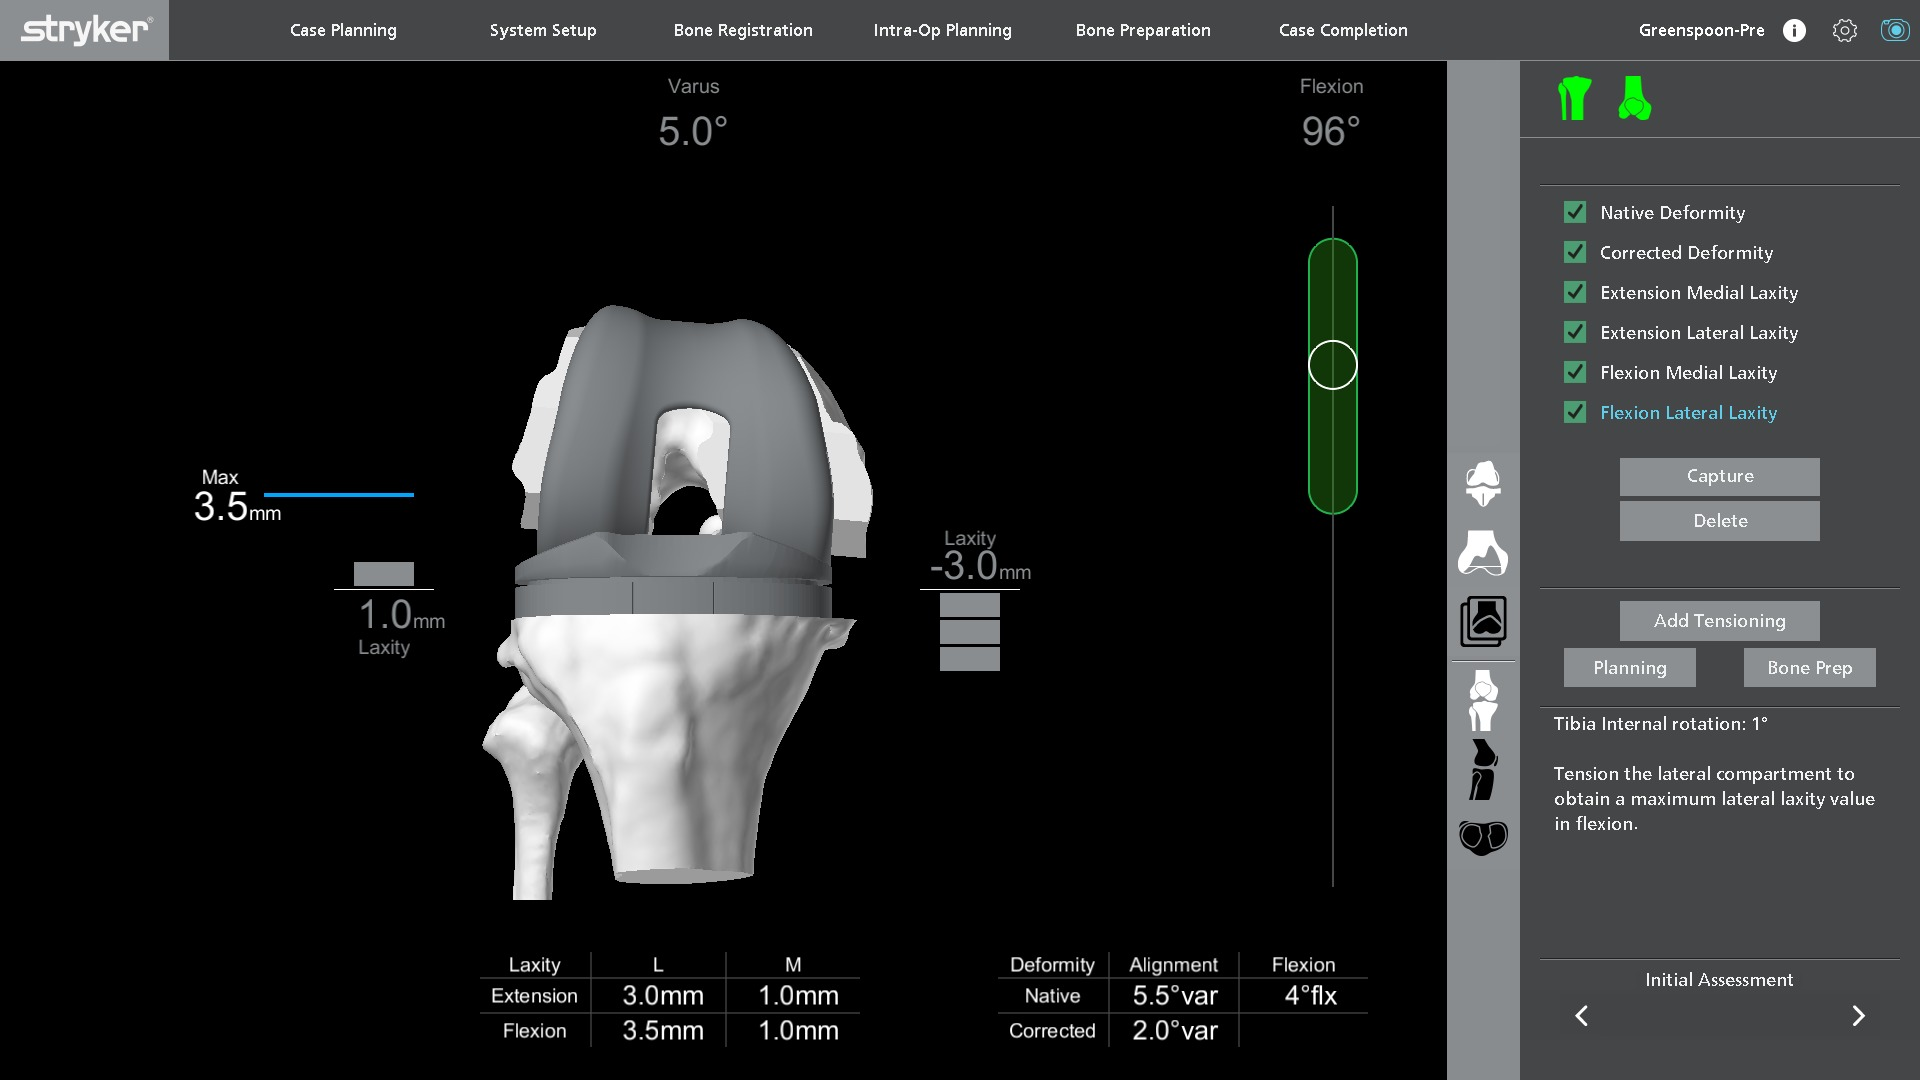 stryker®
Case Planning
System Setup
Bone Registration
Intra-Op Planning
Bone Preparation
Case Completion
Greenspoon-Pre
Varus
5.0°
Flexion
96°
Max
3.5mm
1.0mm
Laxity
Laxity
-3.0mm
Native Deformity
Corrected Deformity
Extension Medial Laxity
Extension Lateral Laxity
Flexion Medial Laxity
Flexion Lateral Laxity
Capture
Delete
Add Tensioning
Planning
Bone Prep
Tibia Internal rotation: 1°
Tension the lateral compartment to
obtain a maximum lateral laxity value
in flexion.
Laxity L M
Extension 3.0mm 1.0mm
Flexion 3.5mm 1.0mm
Deformity Alignment Flexion
Native 5.5°var 4°flx
Corrected 2.0°var
Initial Assessment